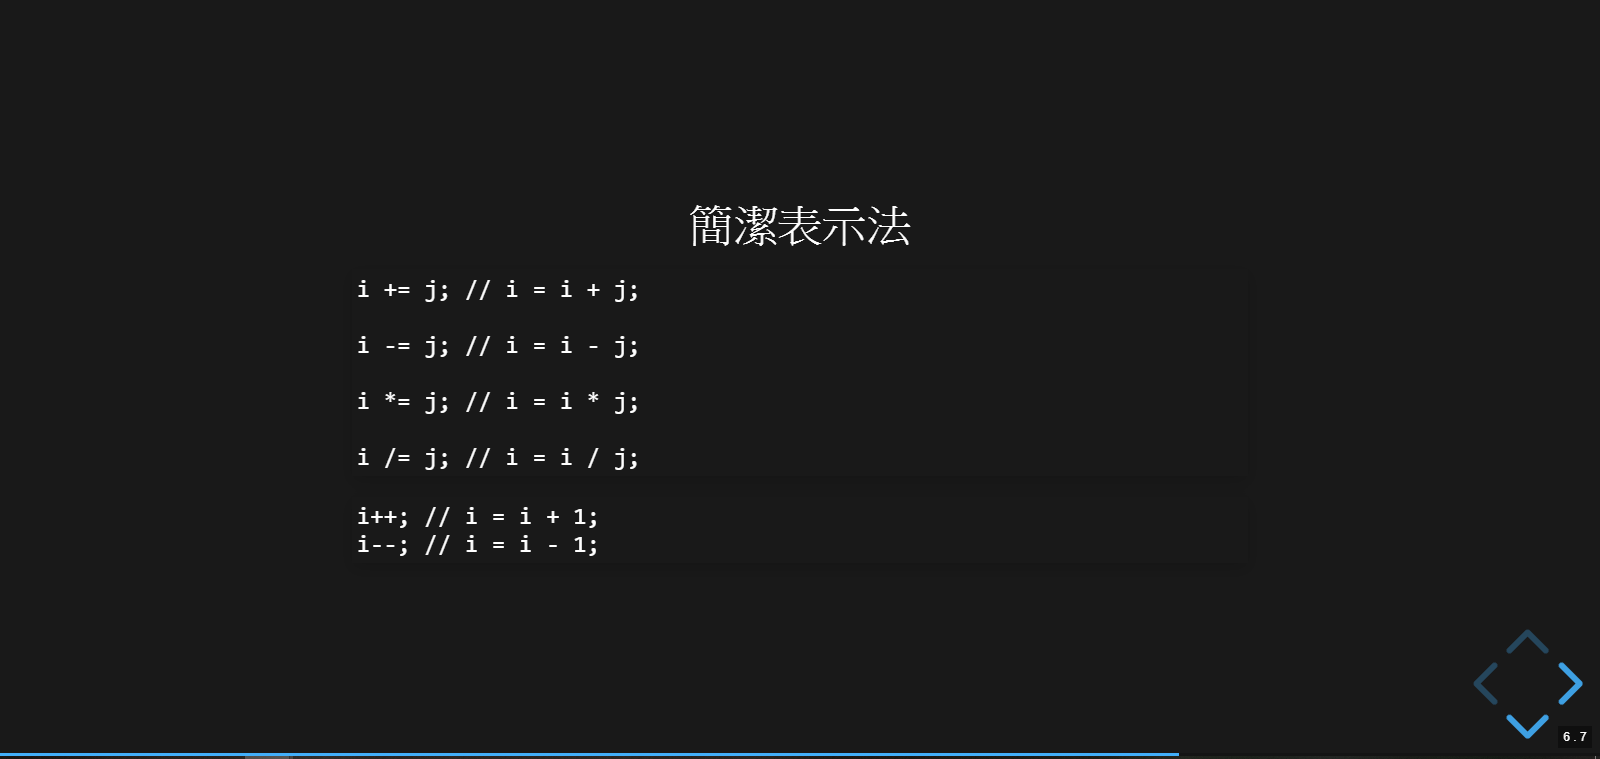 簡潔表示法
i += j; // i = i + j;
i -= j; // i = i - j;
i *= j; // i = i * j;
i /= j; // i = i / j;
i++; // i = i + 1;
i--; // i = i - 1;
6.7